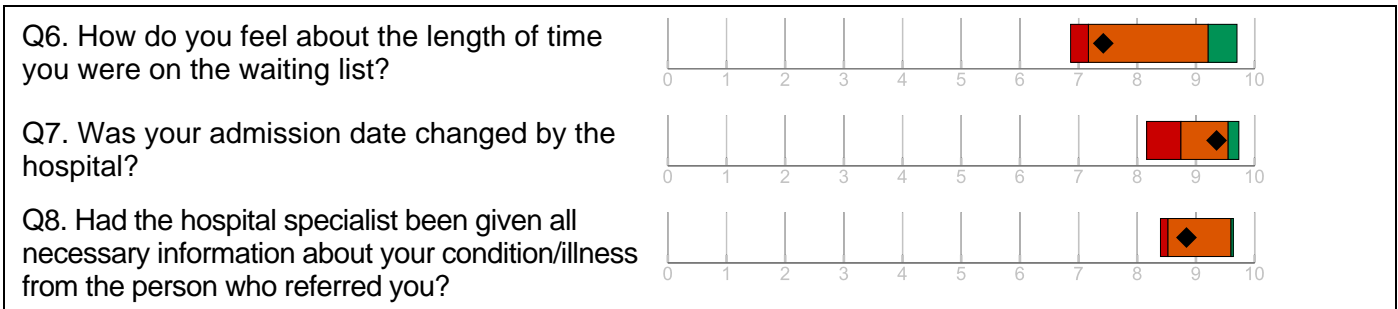 Q6. How do you feel about the length of time
you were on the waiting list?
0 1 2 3 4 5 6 7 8 9 10
Q7. Was your admission date changed by the
hospital?
0 1 2 3 4 5 6 7 8 9 10
Q8. Had the hospital specialist been given all
necessary information about your condition/illness
from the person who referred you?
0 1 2 3 4 5 6 7 8 9 10